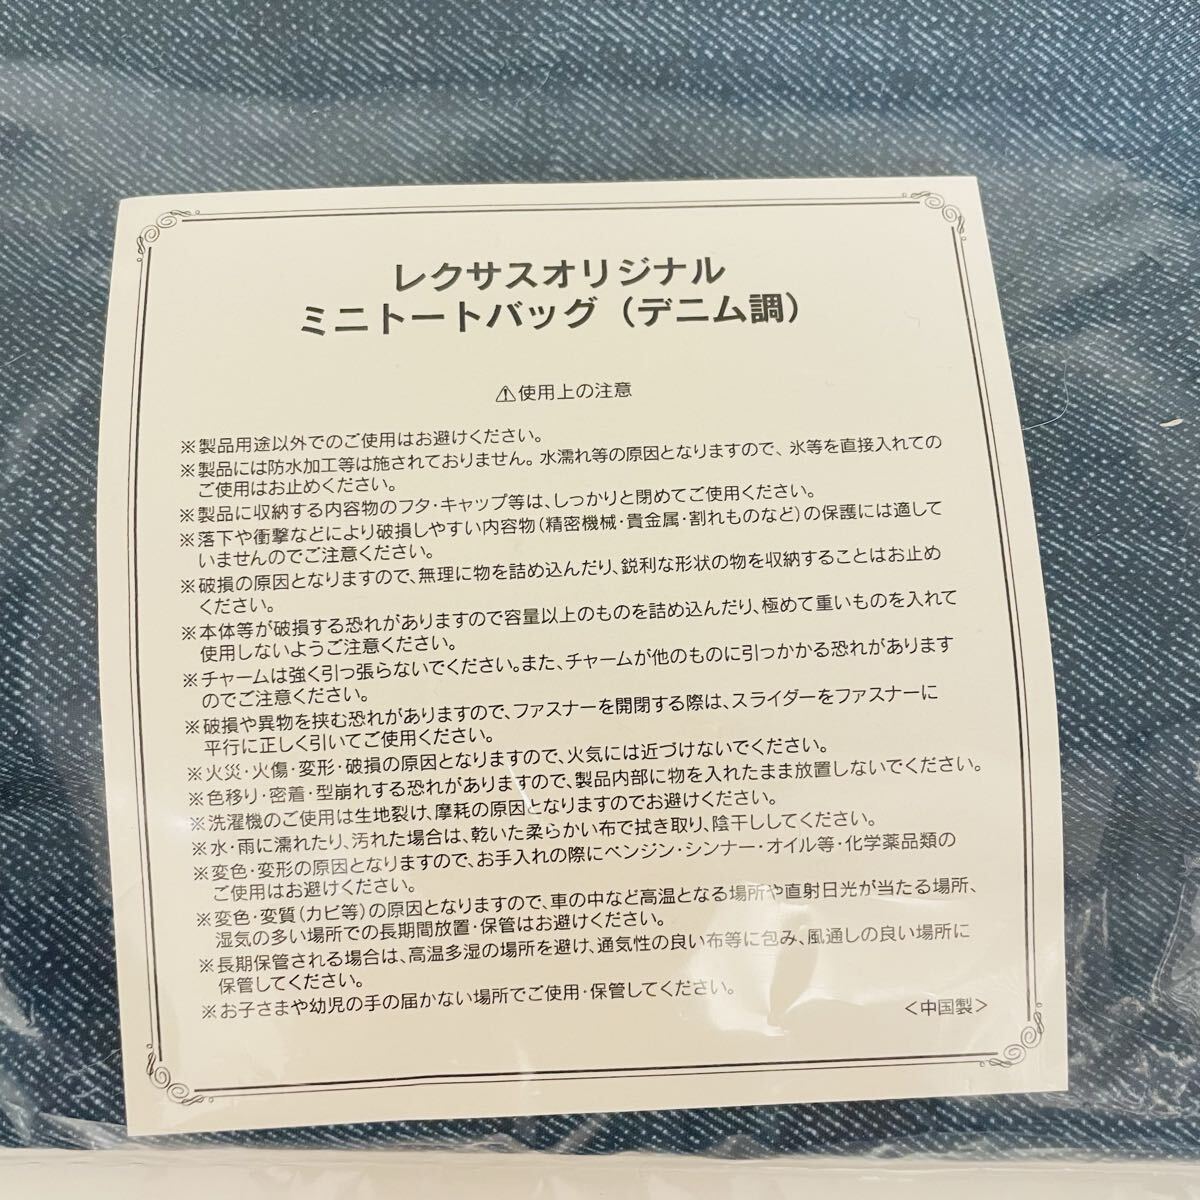 レクサスオリジナル
ミニトートバッグ（デニム調）
⚠使用上の注意
※製品用途以外でのご使用はお避けください。
※製品には防水加工等は施されておりません。水濡れ等の原因となりますので、氷等を直接入れての
ご使用はお止めください。
※製品に収納する内容物のフタ・キャップ等は、しっかりと閉めてご使用ください。
※落下や衝撃などにより破損しやすい内容物（精密機械・貴金属・割れものなど）の保護には適して
いませんのでご注意ください。
※破損の原因となりますので、無理に物を詰め込んだり、鋭利な形状の物を収納することはお止め
ください。
※本体等が破損する恐れがありますので容量以上のものを詰め込んだり、極めて重いものを入れて
使用しないようご注意ください。
※チャームは強く引っ張らないでください。また、チャームが他のものに引っかかる恐れがあります
のでご注意ください。
※破損や異物を挟む恐れがありますので、ファスナーを開閉する際は、スライダーをファスナーに
平行に正しく引いてご使用ください。
※火災・火傷・変形・破損の原因となりますので、火気には近づけないでください。
※色移り・密着・型崩れする恐れがありますので、製品内部に物を入れたまま放置しないでください。
※洗濯機のご使用は生地裂け、摩耗の原因となりますのでお避けください。
※水・雨に濡れたり、汚れた場合は、乾いた柔らかい布で拭き取り、陰干ししてください。
※変色・変形の原因となりますので、お手入れの際にベンジン・シンナー・オイル等・化学薬品類の
ご使用はお避けください。
※変色・変質（カビ等）の原因となりますので、車の中など高温となる場所や直射日光が当たる場所、
湿気の多い場所での長期間放置・保管はお避けください。
※長期保管される場合は、高温多湿の場所を避け、通気性の良い布等に包み、風通しの良い場所に
保管してください。
※お子さまや幼児の手の届かない場所でご使用・保管してください。
＜中国製＞